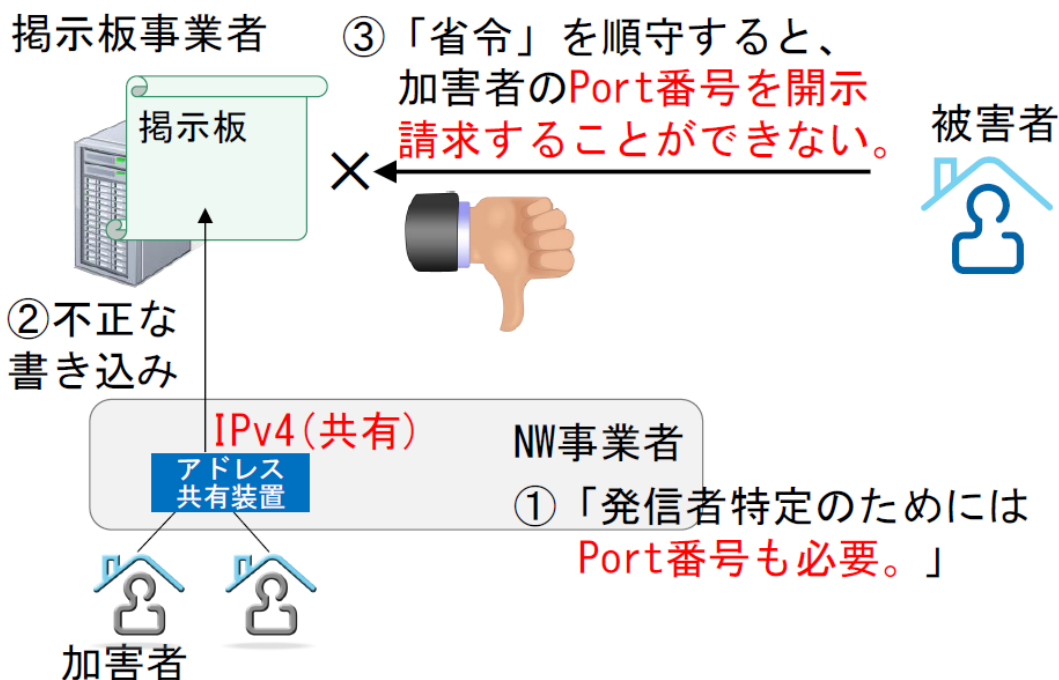 掲示板事業者
③「省令」を順守すると、
加害者のPort番号を開示
請求することができない。
掲示板
×
被害者
②不正な
書き込み
IPv4(共有)
NW事業者
アドレス
共有装置
①「発信者特定のためには
Port番号も必要。」
加害者